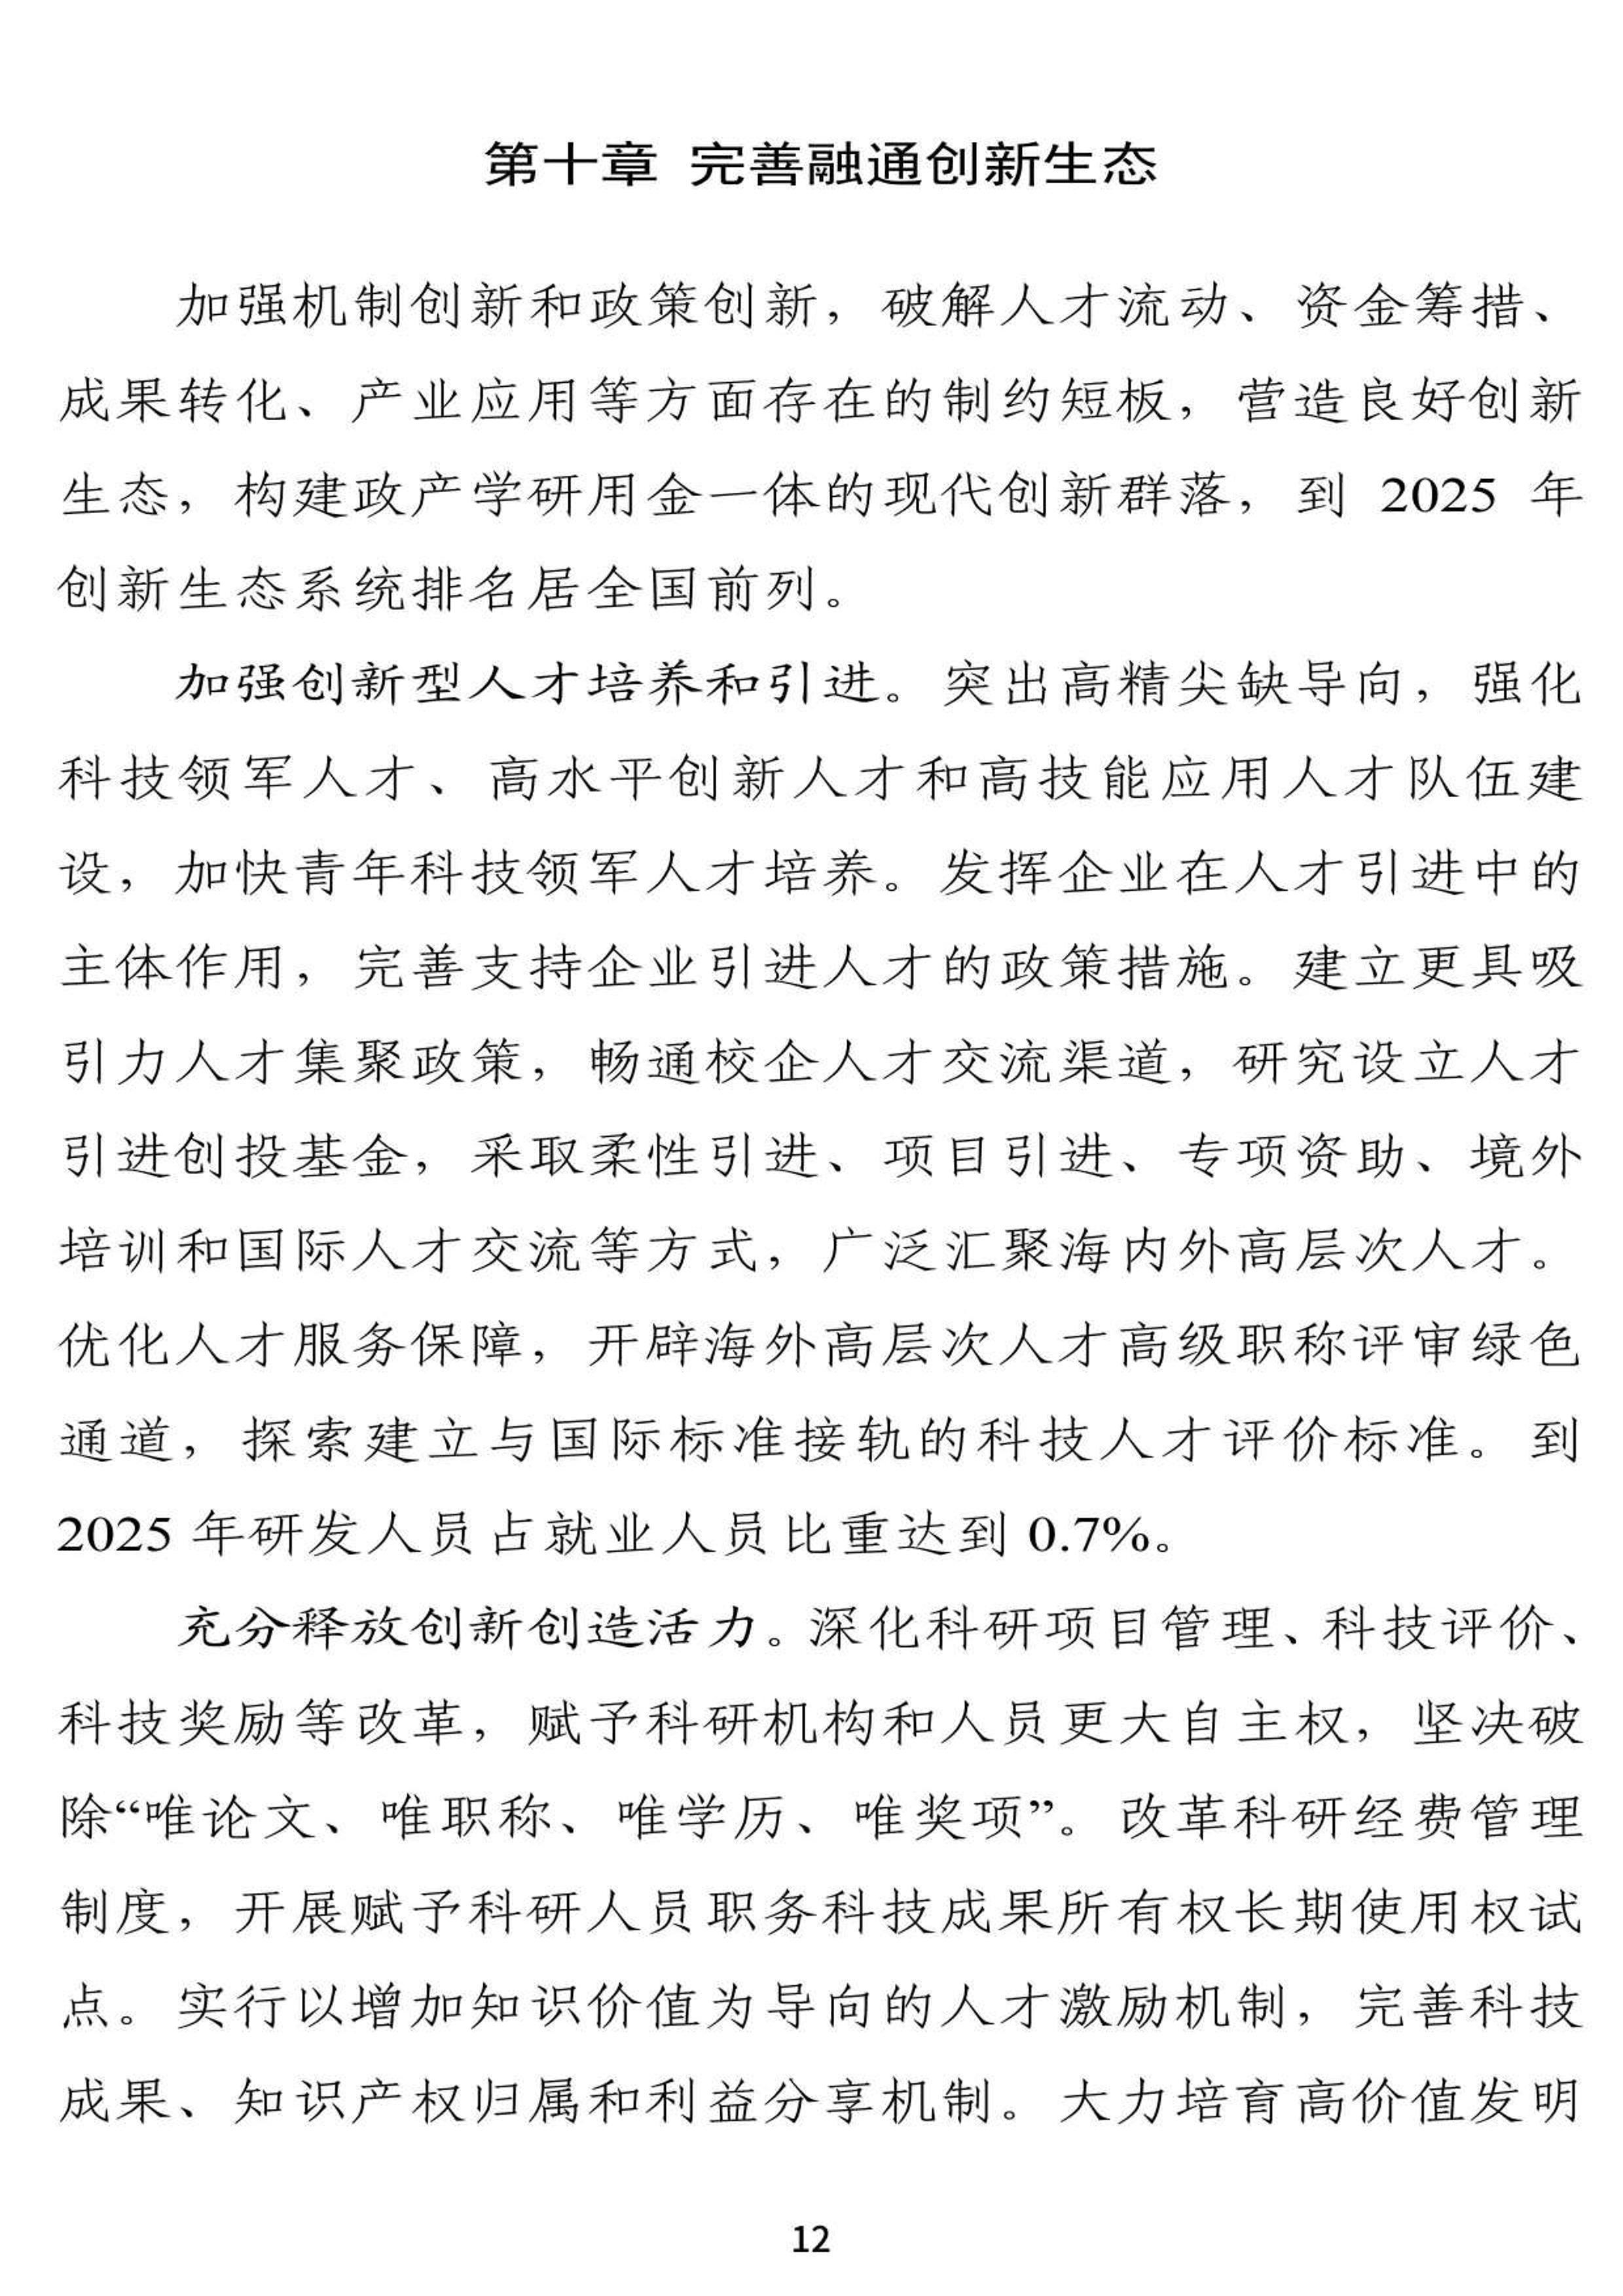 第十章 完善融通创新生态
加强机制创新和政策创新，破解人才流动、资金筹措、
成果转化、产业应用等方面存在的制约短板，营造良好创新
生态，构建政产学研用金一体的现代创新群落，到 2025 年
创新生态系统排名居全国前列。
加强创新型人才培养和引进。突出高精尖缺导向，强化
科技领军人才、高水平创新人才和高技能应用人才队伍建
设，加快青年科技领军人才培养。发挥企业在人才引进中的
主体作用，完善支持企业引进人才的政策措施。建立更具吸
引力人才集聚政策，畅通校企人才交流渠道，研究设立人才
引进创投基金，采取柔性引进、项目引进、专项资助、境外
培训和国际人才交流等方式，广泛汇聚海内外高层次人才。
优化人才服务保障，开辟海外高层次人才高级职称评审绿色
通道，探索建立与国际标准接轨的科技人才评价标准。到
2025 年研发人员占就业人员比重达到 0.7%。
充分释放创新创造活力。深化科研项目管理、科技评价、
科技奖励等改革，赋予科研机构和人员更大自主权，坚决破
除“唯论文、唯职称、唯学历、唯奖项”。改革科研经费管理
制度，开展赋予科研人员职务科技成果所有权长期使用权试
点。实行以增加知识价值为导向的人才激励机制，完善科技
成果、知识产权归属和利益分享机制。大力培育高价值发明
12